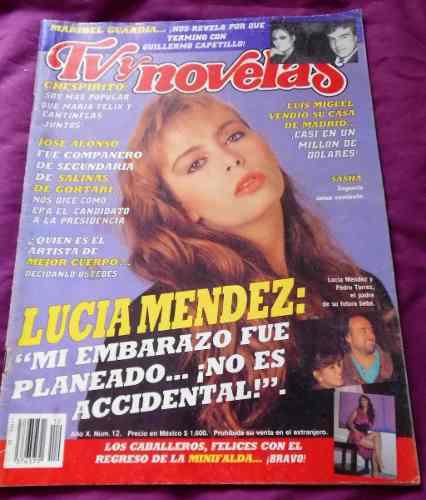 MARIBEL GUARDIA... ¡NOS REVELA POR QUE
TERMINO CON
GUILLERMO CAPETILLO!
Tv y novelas
CHESPIRITO:
SOY MAS POPULAR
QUE MARIA FELIX Y
CANTINFLAS
JUNTOS
JOSE ALONSO
FUE COMPAÑERO
DE SECUNDARIA
DE SALINAS
DE GORTARI
NOS DICE COMO
ERA EL CANDIDATO
A LA PRESIDENCIA
¿QUIEN ES EL
ARTISTA DE
MEJOR CUERPO...
DECIDANLO USTEDES
LUIS MIGUEL
VENDIO SU CASA
DE MADRID...
¡CASI EN UN
MILLON DE
DOLARES!
SASHA
Lucía Méndez y
Pedro Torres,
el padre
de su futuro bebé.
LUCIA MENDEZ:
"MI EMBARAZO FUE
PLANEADO... ¡NO ES
ACCIDENTAL!".
Año X. Núm. 12. Precio en México $ 1,600. Prohibida su venta en el extranjero.
LOS CABALLEROS, FELICES CON EL
REGRESO DE LA MINIFALDA... ¡BRAVO!